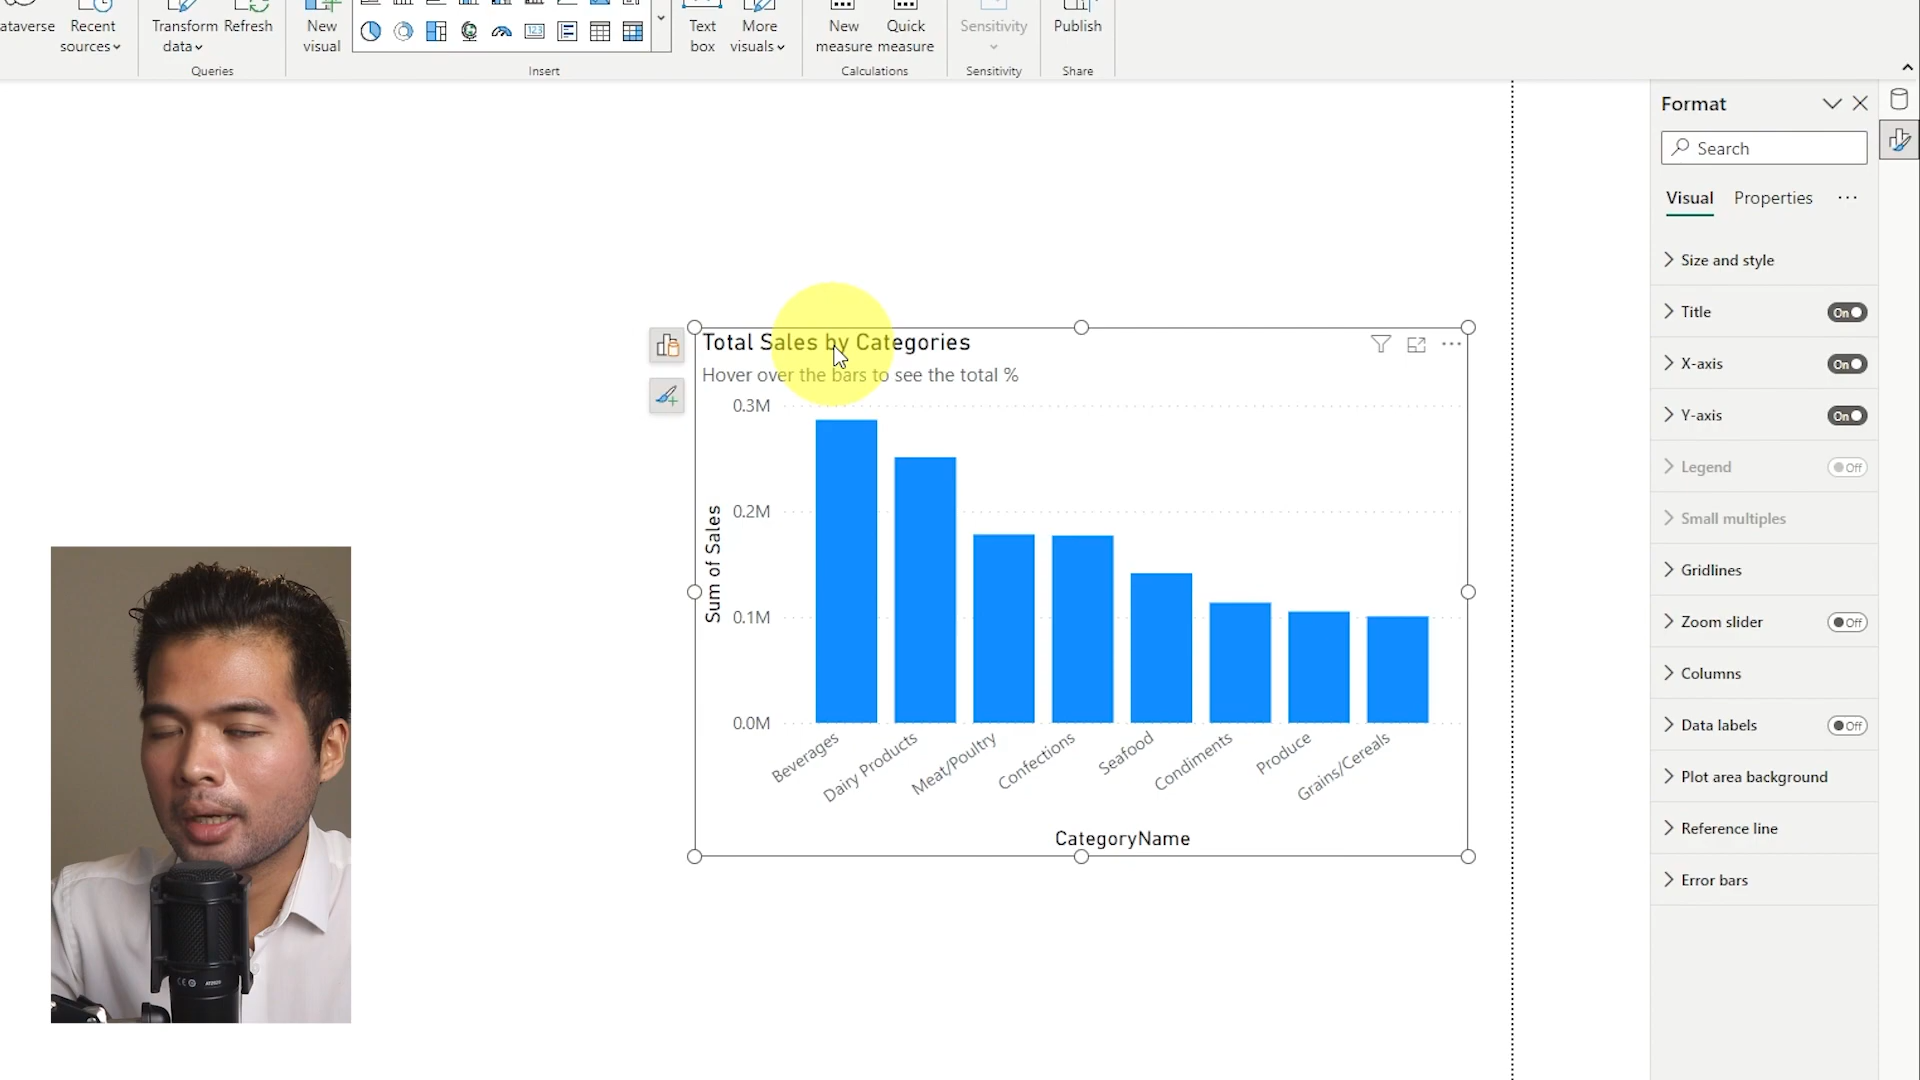 ataverse
Recent
sources
Transform
data
Refresh
Queries
New
visual
123
Insert
Text
box
More
visuals
New
measure
Quick
measure
Calculations
Sensitivity
Sensitivity
Publish
Share
Format
Search
Visual Properties ...
Size and style
Title On
X-axis On
Y-axis On
Legend Off
Small multiples
Gridlines
Zoom slider Off
Columns
Data labels Off
Plot area background
Reference line
Error bars
Total Sales by Categories
Hover over the bars to see the total %
0.3M
0.2M
0.1M
0.0M
Sum of Sales
Beverages
Dairy Products
Meat/Poultry
Confections
Seafood
Condiments
Produce
Grains/Cereals
CategoryName